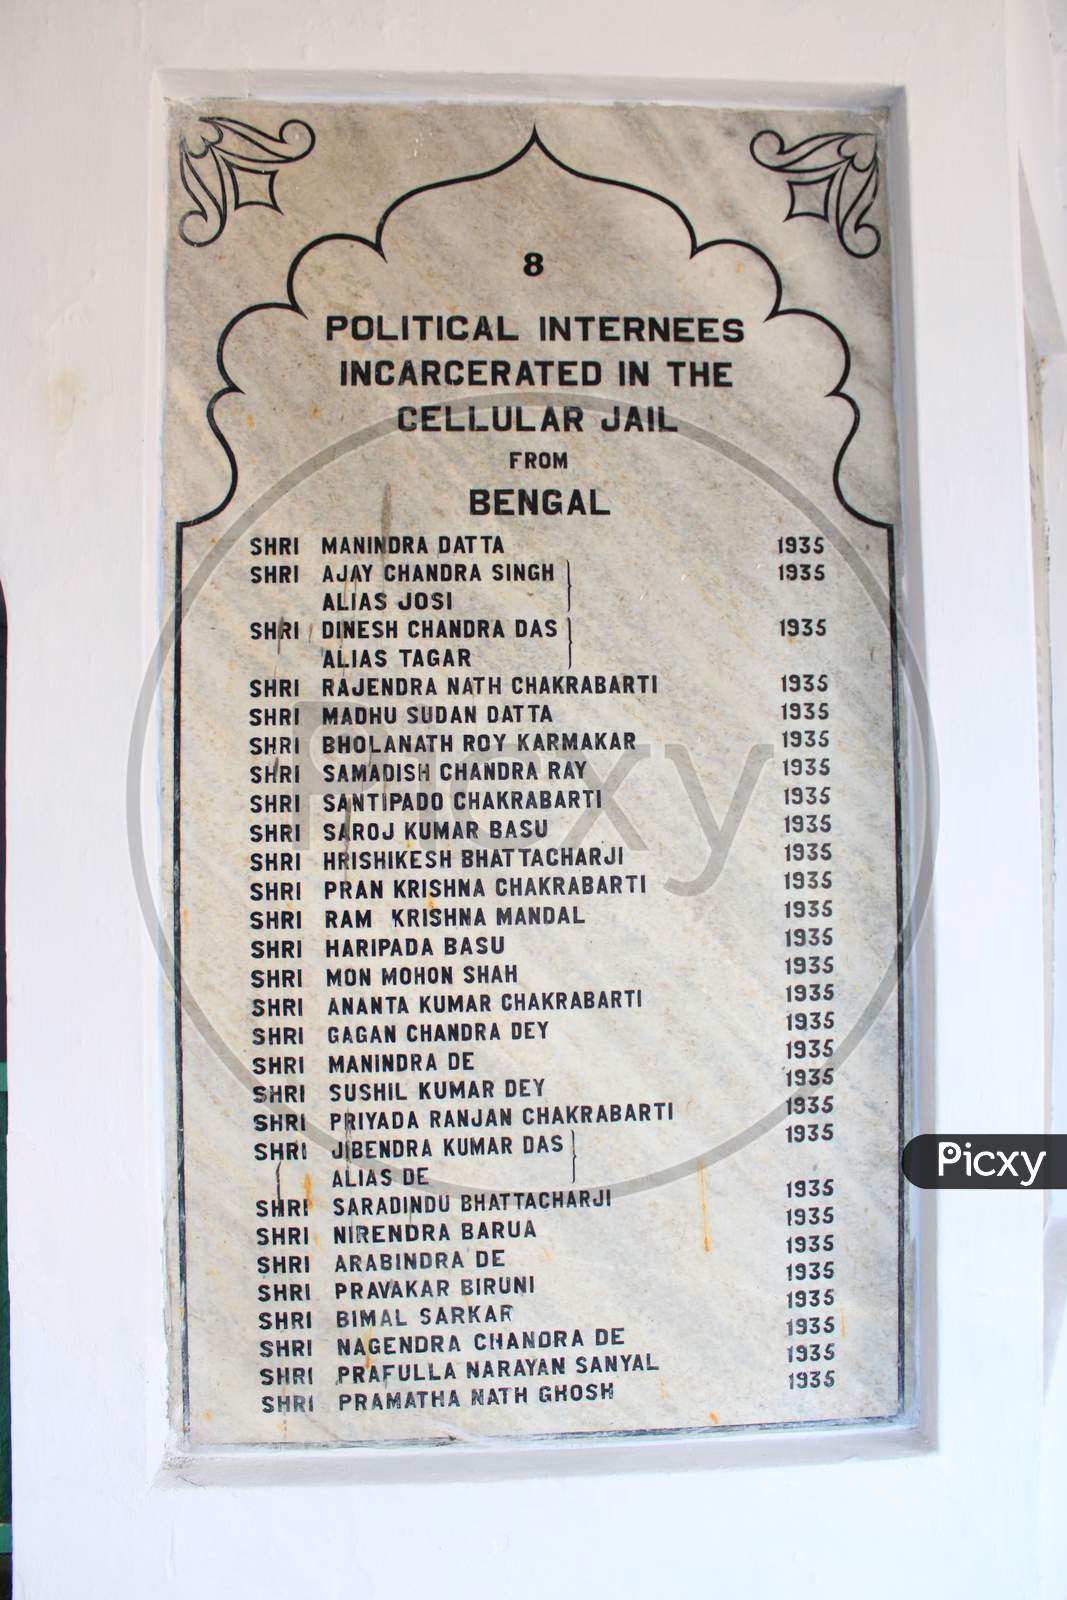 8
POLITICAL INTERNEES
INCARCERATED IN THE
CELLULAR JAIL
FROM
BENGAL
SHRI MANINDRA DATTA 1935
SHRI AJAY CHANDRA SINGH 1935
ALIAS JOSI
SHRI DINESH CHANDRA DAS 1935
ALIAS TAGAR
SHRI RAJENDRA NATH CHAKRABARTI 1935
SHRI MADHU SUDAN DATTA 1935
SHRI BHOLANATH ROY KARMAKAR 1935
SHRI SAMADISH CHANDRA RAY 1935
SHRI SANTIPADO CHAKRABARTI 1935
SHRI SAROJ KUMAR BASU 1935
SHRI HRISHIKESH BHATTACHARJI 1935
SHRI PRAN KRISHNA CHAKRABARTI 1935
SHRI RAM KRISHNA MANDAL 1935
SHRI HARIPADA BASU 1935
SHRI MON MOHON SHAH 1935
SHRI ANANTA KUMAR CHAKRABARTI 1935
SHRI GAGAN CHANDRA DEY 1935
SHRI MANINDRA DE 1935
SHRI SUSHIL KUMAR DEY 1935
SHRI PRIYADA RANJAN CHAKRABARTI 1935
SHRI JIBENDRA KUMAR DAS 1935
ALIAS DE
SHRI SARADINDU BHATTACHARJI 1935
SHRI NIRENDRA BARUA 1935
SHRI ARABINDRA DE 1935
SHRI PRAVAKAR BIRUNI 1935
SHRI BIMAL SARKAR 1935
SHRI NAGENDRA CHANDRA DE 1935
SHRI PRAFULLA NARAYAN SANYAL 1935
SHRI PRAMATHA NATH GHOSH 1935
Picxy
Picxy